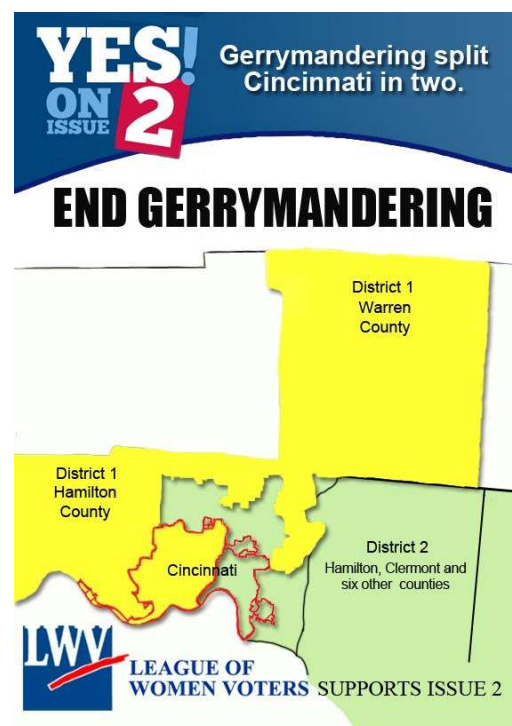 YES!
ON
ISSUE
2
Gerrymandering split
Cincinnati in two.
END GERRYMANDERING
District 1
Warren
County
District 1
Hamilton
County
Cincinnati
District 2
Hamilton, Clermont and
six other counties
LWV
LEAGUE OF
WOMEN VOTERS SUPPORTS ISSUE 2